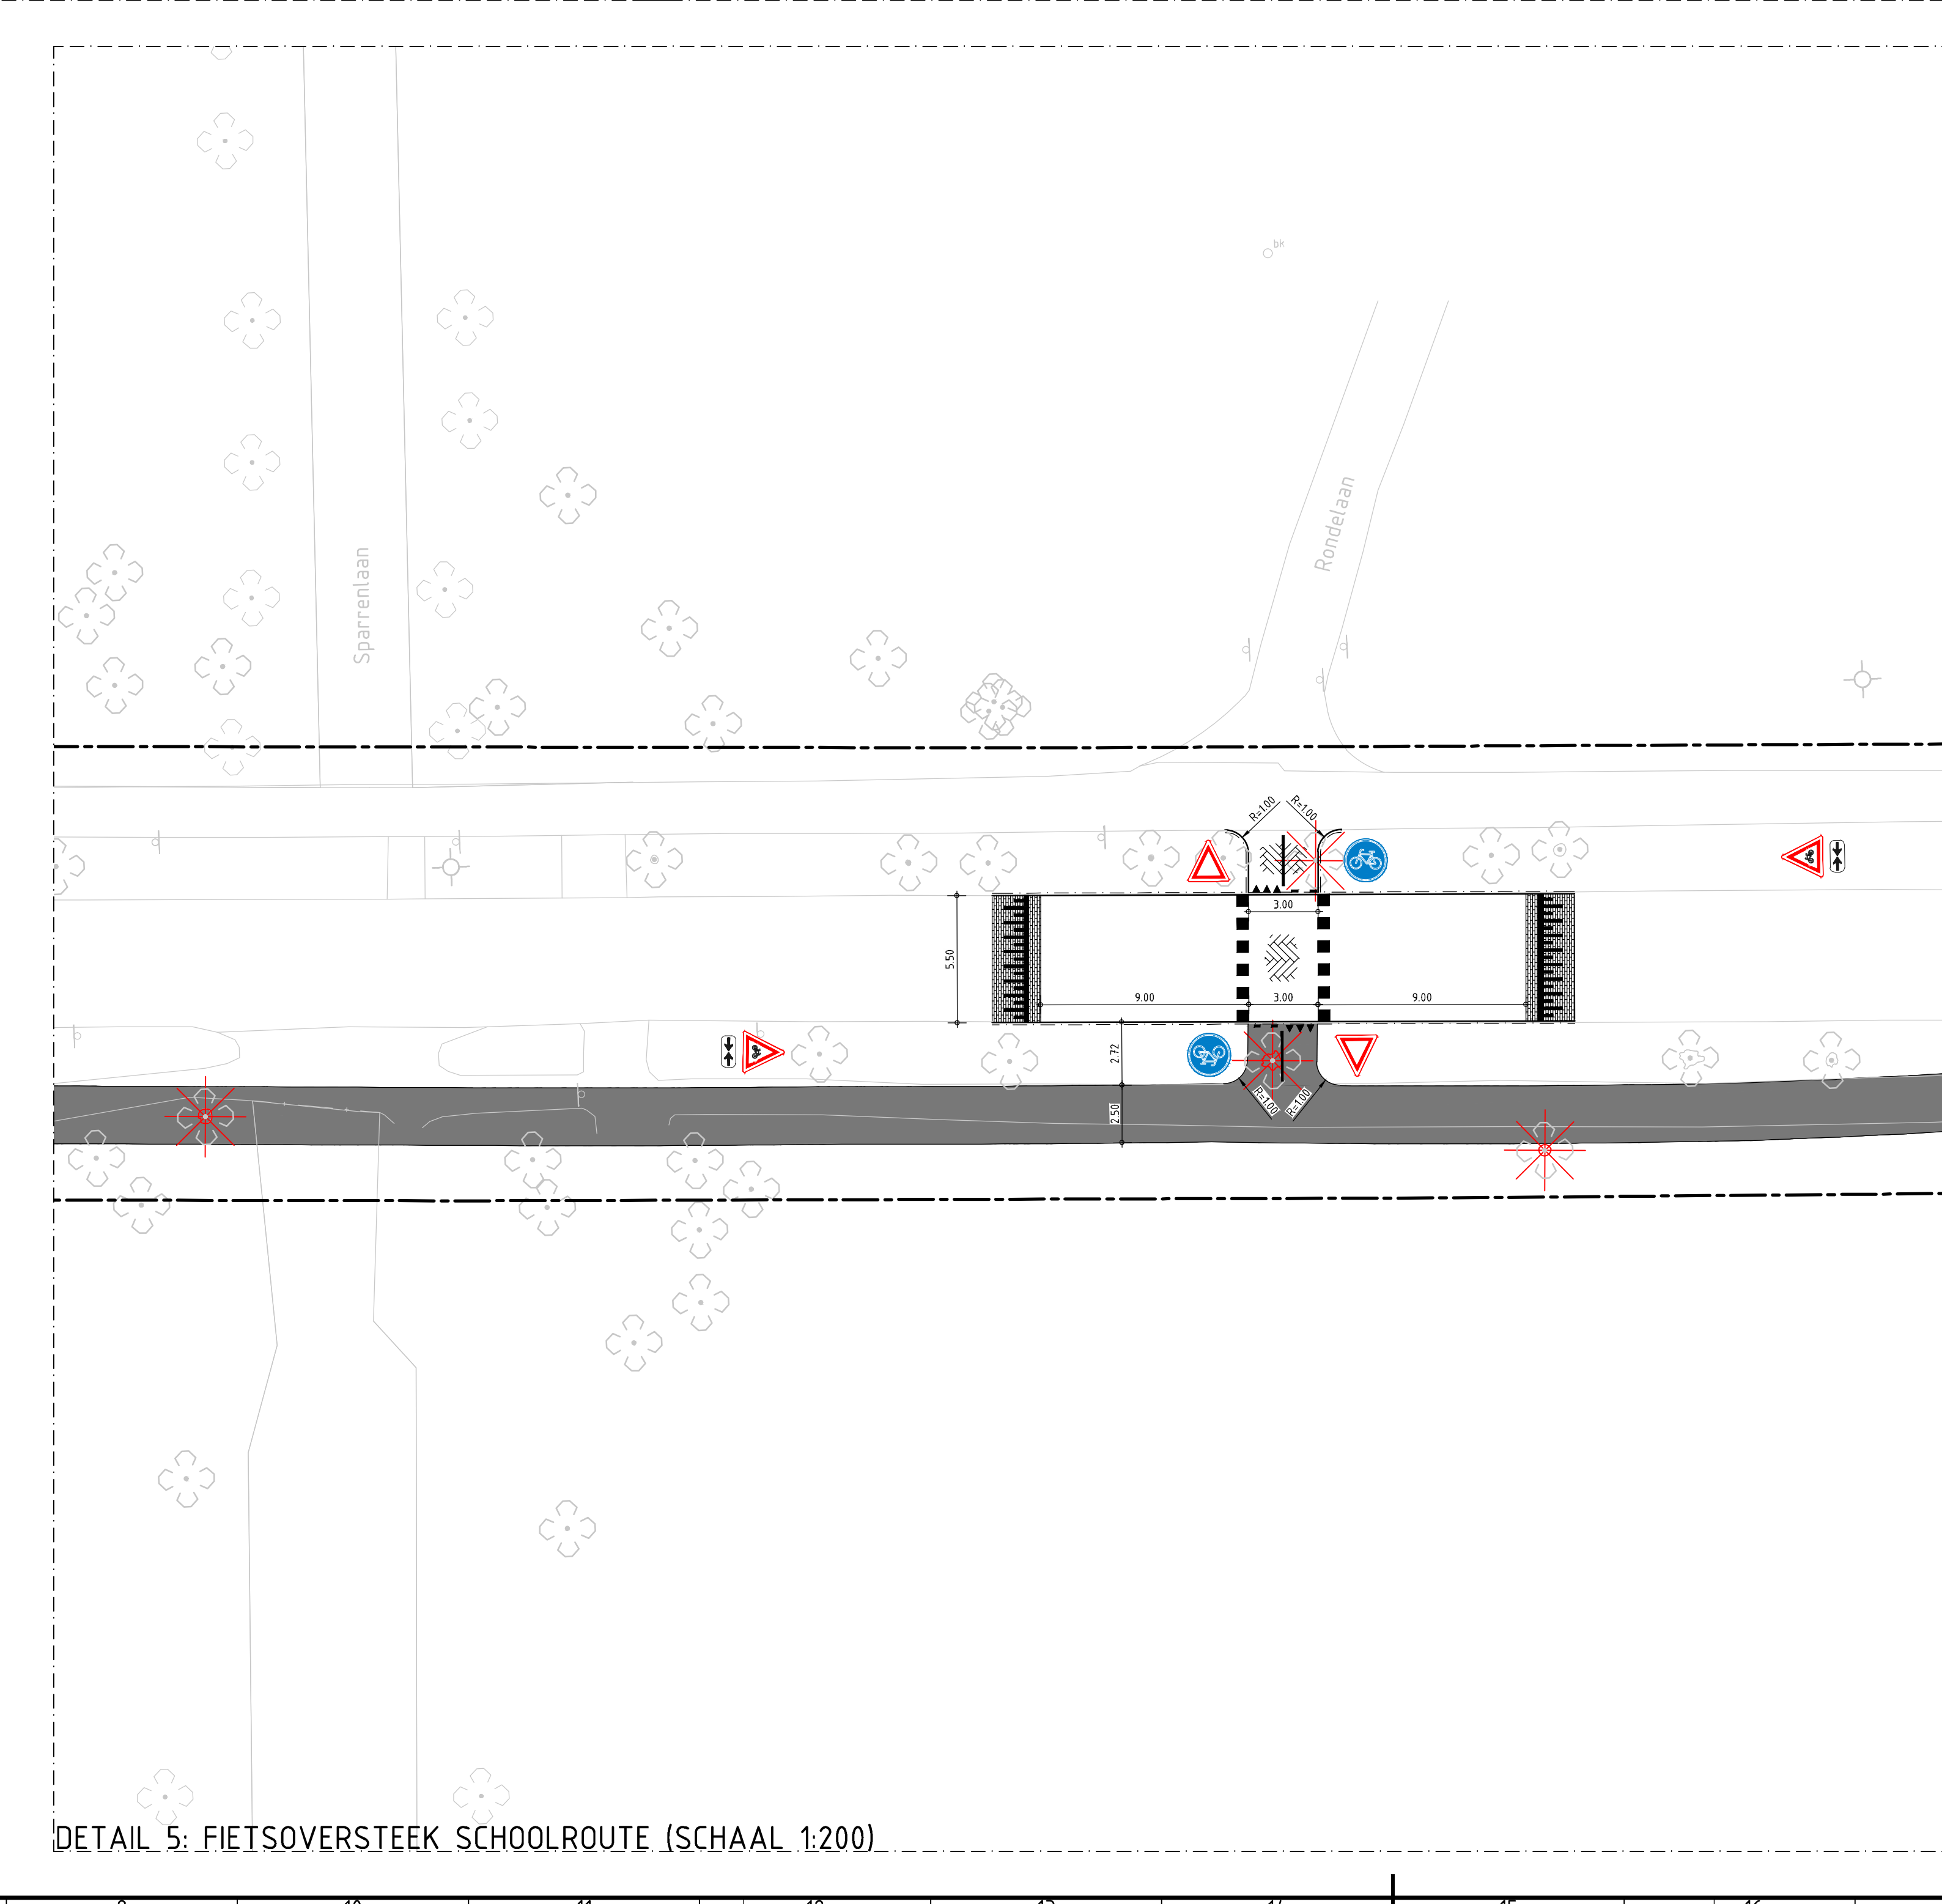 bk
Rondelaan
Sparrenlaan
R=1.00
R=1.00
3.00
5.50
9.00
3.00
9.00
2.72
2.50
R=1.00
R=1.00
DETAIL 5: FIETSOVERSTEEK SCHOOLROUTE (SCHAAL 1:200)